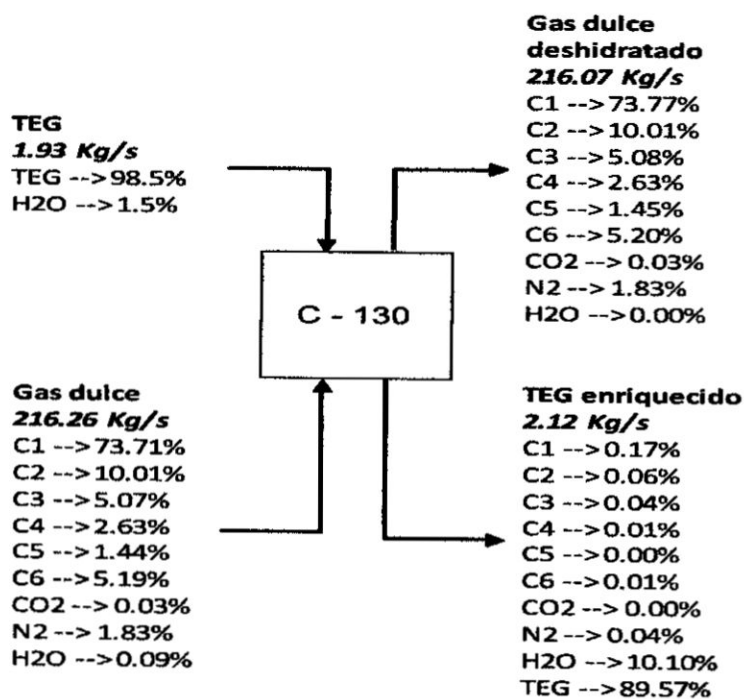 TEG
1.93 Kg/s
TEG -->98.5%
H2O -->1.5%
Gas dulce
deshidratado
216.07 Kg/s
C1 -->73.77%
C2 -->10.01%
C3 -->5.08%
C4 -->2.63%
C5 -->1.45%
C6 -->5.20%
CO2 -->0.03%
N2 -->1.83%
H2O -->0.00%
C - 130
Gas dulce
216.26 Kg/s
C1 -->73.71%
C2 -->10.01%
C3 -->5.07%
C4 -->2.63%
C5 -->1.44%
C6 -->5.19%
CO2 -->0.03%
N2 -->1.83%
H2O -->0.09%
TEG enriquecido
2.12 Kg/s
C1 -->0.17%
C2 -->0.06%
C3 -->0.04%
C4 -->0.01%
C5 -->0.00%
C6 -->0.01%
CO2 -->0.00%
N2 -->0.04%
H2O -->10.10%
TEG -->89.57%